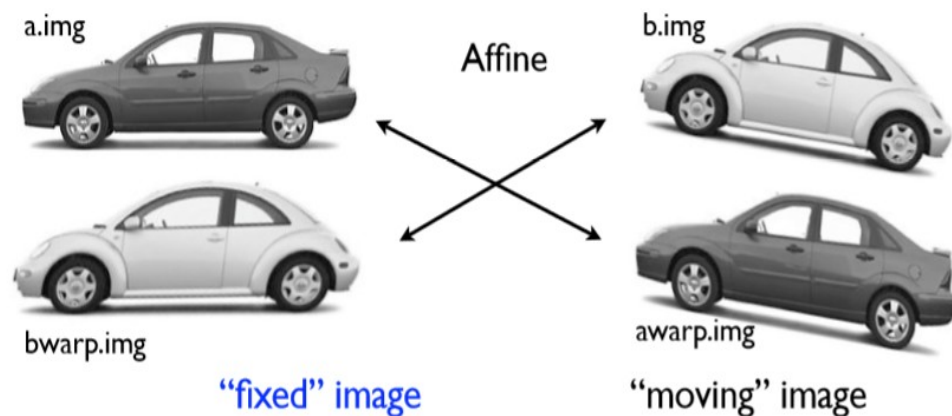 a.img
Affine
b.img
bwarp.img
awarp.img
“fixed” image
“moving” image